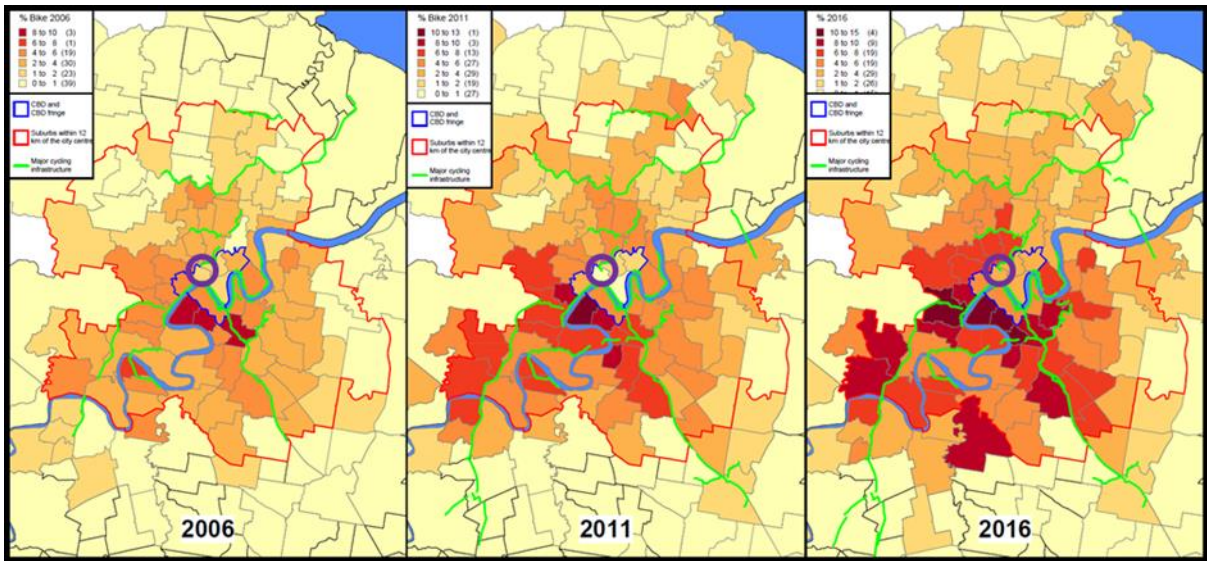 % Bike 2006
8 to 10 (3)
6 to 8 (1)
4 to 6 (19)
2 to 4 (30)
1 to 2 (23)
0 to 1 (39)
CBD and
CBD fringe
Suburbs within 12
km of the city centre
Major cycling
infrastructure
2006
% Bike 2011
10 to 13 (1)
8 to 10 (3)
6 to 8 (13)
4 to 6 (27)
2 to 4 (29)
1 to 2 (19)
0 to 1 (27)
CBD and
CBD fringe
Suburbs within 12
km of the city centre
Major cycling
infrastructure
2011
% 2016
10 to 15 (4)
8 to 10 (9)
6 to 8 (19)
4 to 6 (19)
2 to 4 (29)
1 to 2 (26)
CBD and
CBD fringe
Suburbs within 12
km of the city centre
Major cycling
infrastructure
2016